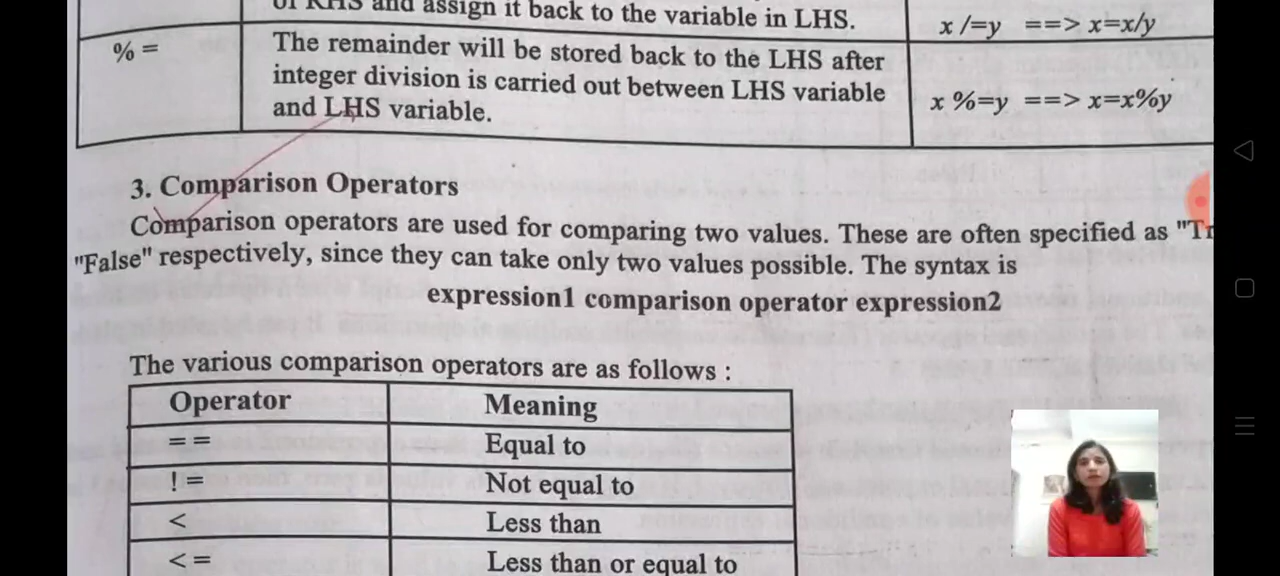 of RHS and assign it back to the variable in LHS.
x /=y ==> x=x/y
% =
The remainder will be stored back to the LHS after
integer division is carried out between LHS variable
and LHS variable.
x %=y ==> x=x%y
3. Comparison Operators
Comparison operators are used for comparing two values. These are often specified as
"False" respectively, since they can take only two values possible. The syntax is
expression1 comparison operator expression2
The various comparison operators are as follows :
Operator Meaning
= = Equal to
! = Not equal to
< Less than
< = Less than or equal to